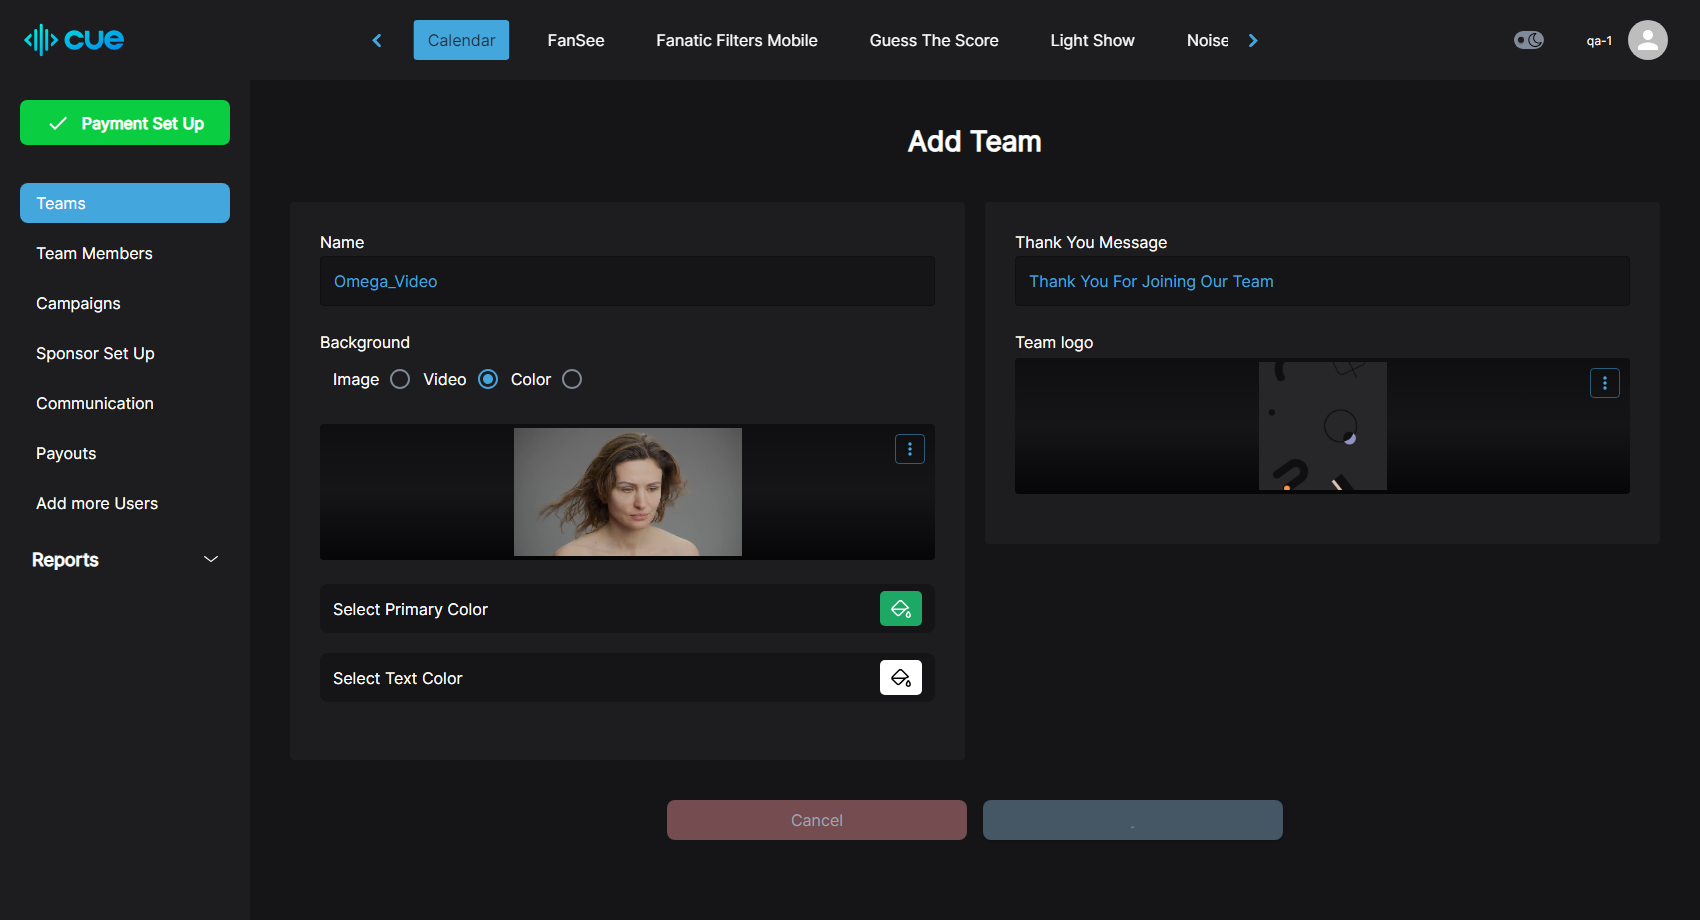 cue
Calendar
FanSee
Fanatic Filters Mobile
Guess The Score
Light Show
Noise
qa-1
Payment Set Up
Teams
Team Members
Campaigns
Sponsor Set Up
Communication
Payouts
Add more Users
Reports
Add Team
Name
Omega_Video
Background
Image
Video
Color
Select Primary Color
Select Text Color
Thank You Message
Thank You For Joining Our Team
Team logo
Cancel
.